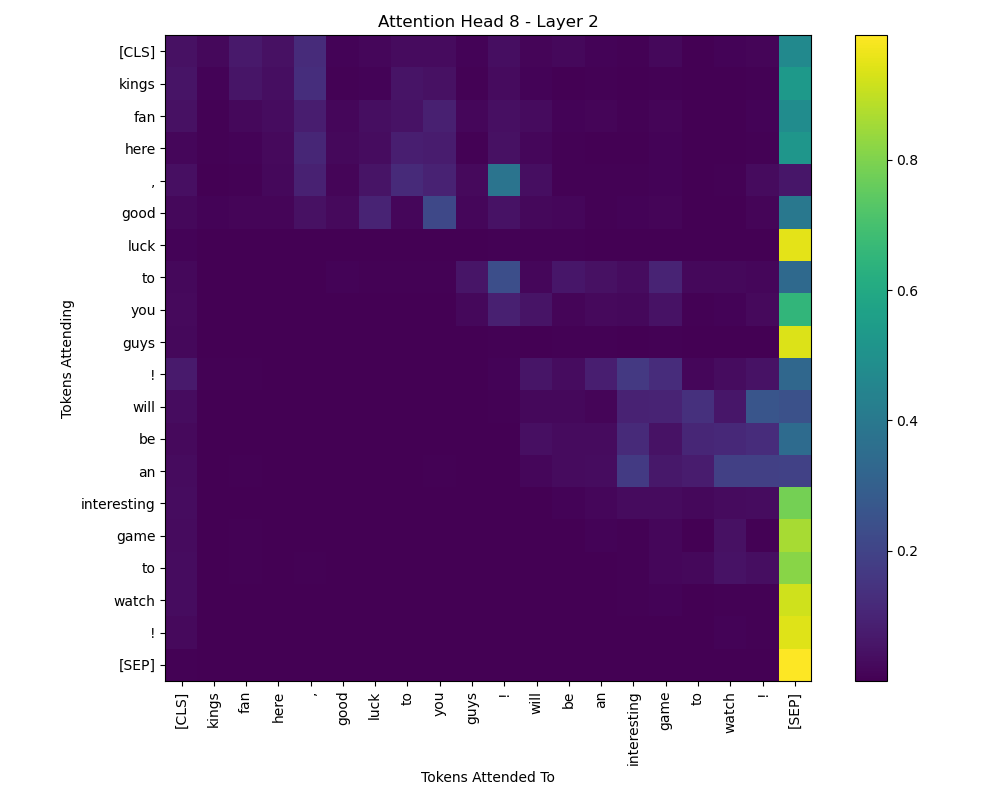 Attention Head 8 - Layer 2
Tokens Attending
[CLS]
kings
fan
here
,
good
luck
to
you
guys
!
will
be
an
interesting
game
to
watch
!
[SEP]
[CLS]
kings
fan
here
,
good
luck
to
you
guys
!
will
be
an
interesting
game
to
watch
!
[SEP]
Tokens Attended To
0.8
0.6
0.4
0.2